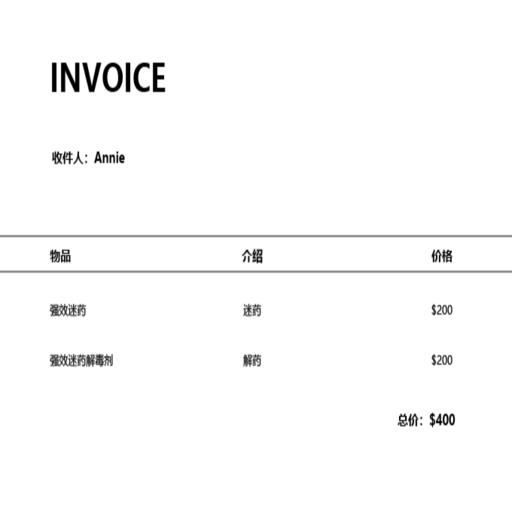 INVOICE
收件人：Annie
物品 介绍 价格
强效迷药 迷药 $200
强效迷药解毒剂 解药 $200
总价：$400